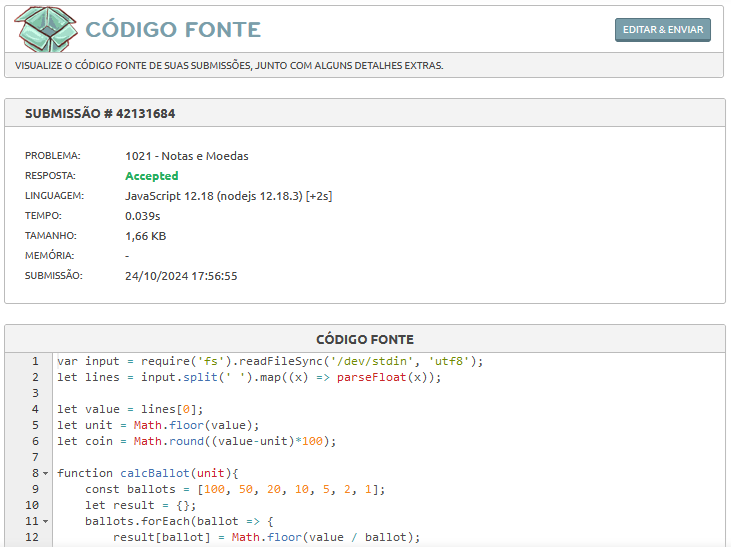 CÓDIGO FONTE
EDITAR & ENVIAR
VISUALIZE O CÓDIGO FONTE DE SUAS SUBMISSÕES, JUNTO COM ALGUNS DETALHES EXTRAS.
SUBMISSÃO # 42131684
PROBLEMA: 1021 - Notas e Moedas
RESPOSTA: Accepted
LINGUAGEM: JavaScript 12.18 (nodejs 12.18.3) [+2s]
TEMPO: 0.039s
TAMANHO: 1,66 KB
MEMÓRIA: -
SUBMISSÃO: 24/10/2024 17:56:55
CÓDIGO FONTE
1 var input = require('fs').readFileSync('/dev/stdin', 'utf8');
2 let lines = input.split(' ').map((x) => parseFloat(x));
3
4 let value = lines[0];
5 let unit = Math.floor(value);
6 let coin = Math.round((value-unit)*100);
7
8 function calcBallot(unit){
9     const ballots = [100, 50, 20, 10, 5, 2, 1];
10     let result = {};
11     ballots.forEach(ballot => {
12         result[ballot] = Math.floor(value / ballot);